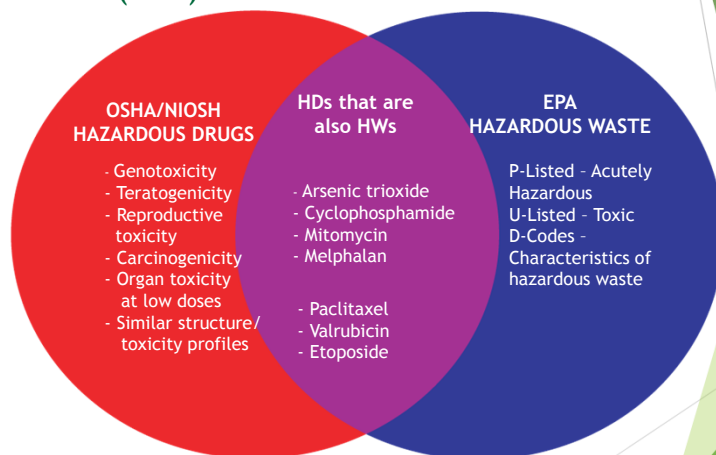 OSHA/NIOSH
HAZARDOUS DRUGS
- Genotoxicity
- Teratogenicity
- Reproductive
toxicity
- Carcinogenicity
- Organ toxicity
at low doses
- Similar structure/
toxicity profiles
HDs that are
also HWs
- Arsenic trioxide
- Cyclophosphamide
- Mitomycin
- Melphalan
- Paclitaxel
- Valrubicin
- Etoposide
EPA
HAZARDOUS WASTE
P-Listed – Acutely
Hazardous
U-Listed – Toxic
D-Codes –
Characteristics of
hazardous waste